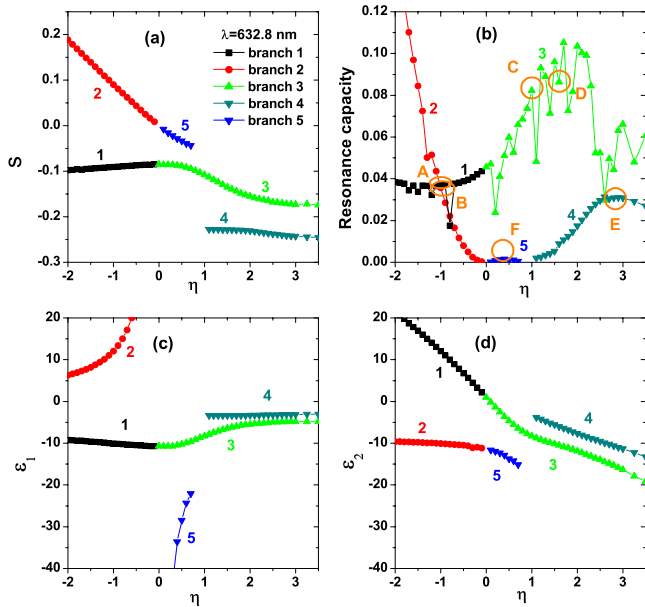 (a)
λ=632.8 nm
branch 1
branch 2
branch 3
branch 4
branch 5
0.2
0.1
0.0
-0.1
-0.2
-0.3
S
2
5
1
3
4
-2 -1 0 1 2 3
η
(b)
0.12
0.10
0.08
0.06
0.04
0.02
0.00
Resonance capacity
3
C
D
2
A
1
B
F
5
4
E
-2 -1 0 1 2 3
η
(c)
20
10
0
-10
-20
-30
-40
ε1
2
1
4
3
5
-2 -1 0 1 2 3
η
(d)
20
10
0
-10
-20
-30
-40
ε2
1
2
4
3
5
-2 -1 0 1 2 3
η